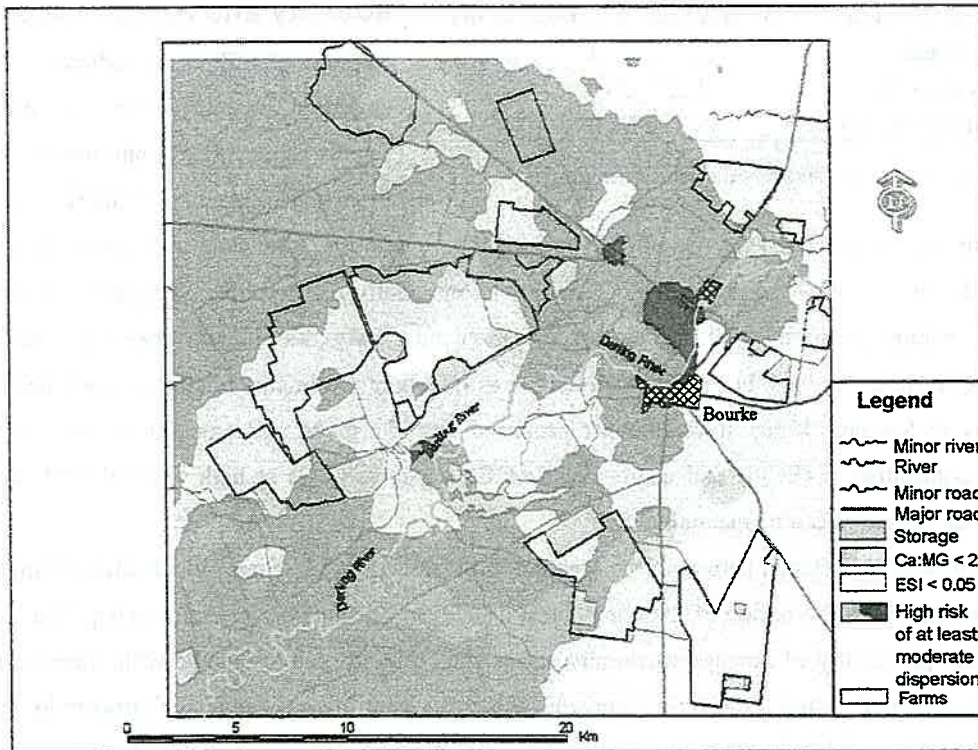 Darling River
Bourke
Darling River
Darling River
Legend
Minor river
River
Minor road
Major road
Storage
Ca:MG < 2
ESI < 0.05
High risk
of at least
moderate
dispersion
Farms
0 5 10 20
Km